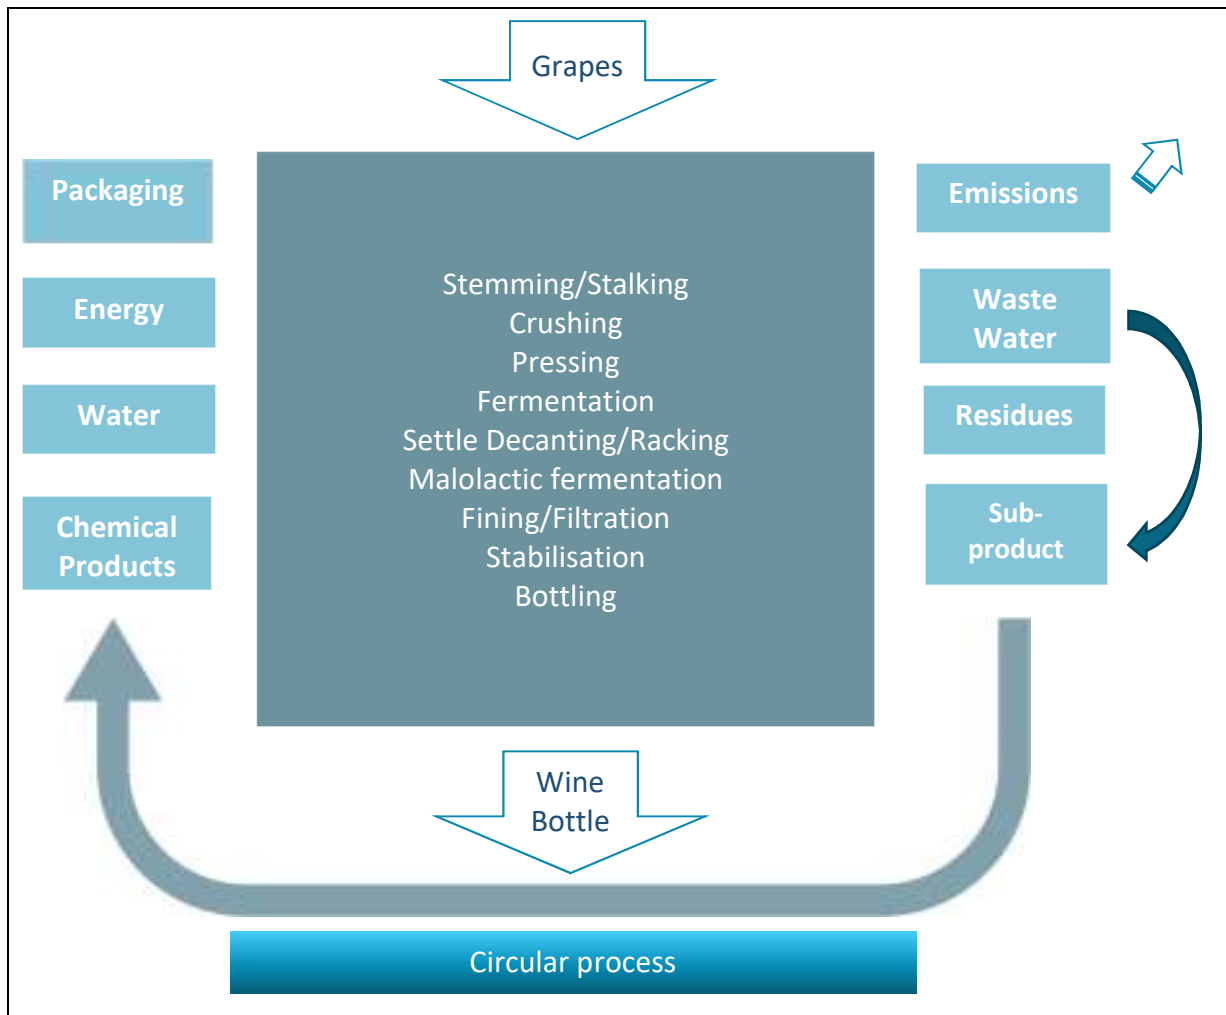 Grapes
Packaging
Energy
Water
Chemical
Products
Stemming/Stalking
Crushing
Pressing
Fermentation
Settle Decanting/Racking
Malolactic fermentation
Fining/Filtration
Stabilisation
Bottling
Emissions
Waste
Water
Residues
Sub-
product
Wine
Bottle
Circular process